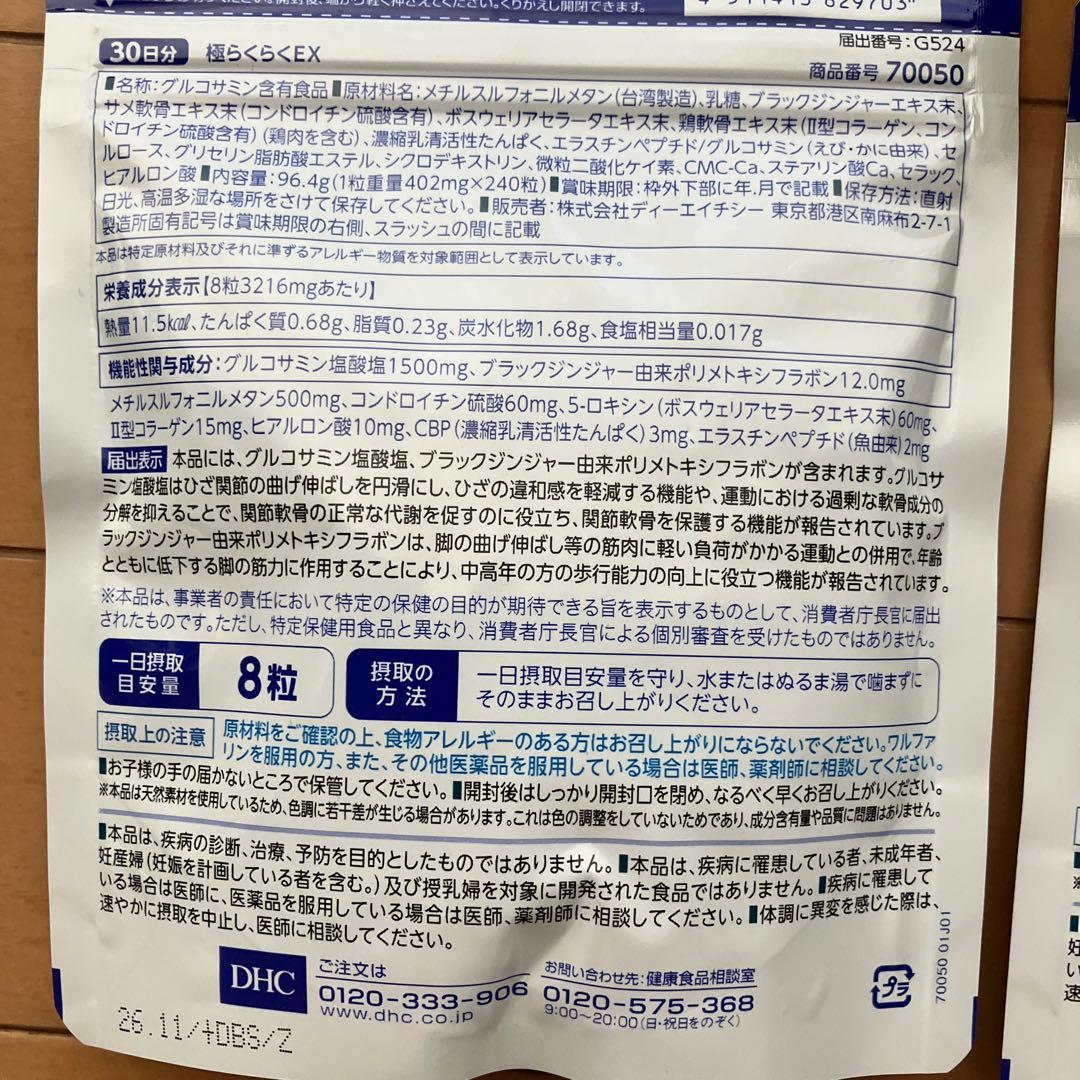 押さえてください。くりかえし開閉できます。
30日分 極らくらくEX
届出番号:G524
商品番号 70050
■名称:グルコサミン含有食品■原材料名:メチルスルフォニルメタン(台湾製造)、乳糖、ブラックジンジャーエキス末、
サメ軟骨エキス末(コンドロイチン硫酸含有)、ボスウェリアセラータエキス末、鶏軟骨エキス末(Ⅱ型コラーゲン、コン
ドロイチン硫酸含有)(鶏肉を含む)、濃縮乳清活性たんぱく、エラスチンペプチド/グルコサミン(えび・かに由来)、セ
ルロース、グリセリン脂肪酸エステル、シクロデキストリン、微粒二酸化ケイ素、CMC-Ca、ステアリン酸Ca、セラック、
ヒアルロン酸■内容量:96.4g(1粒重量402mg×240粒)■賞味期限:枠外下部に年.月で記載■保存方法:直射
日光、高温多湿な場所をさけて保存してください。■販売者:株式会社ディーエイチシー 東京都港区南麻布2-7-1
製造所固有記号は賞味期限の右側、スラッシュの間に記載
本品は特定原材料及びそれに準ずるアレルギー物質を対象範囲として表示しています。
栄養成分表示【8粒3216mgあたり】
熱量11.5kcal、たんぱく質0.68g、脂質0.23g、炭水化物1.68g、食塩相当量0.017g
機能性関与成分:グルコサミン塩酸塩1500mg、ブラックジンジャー由来ポリメトキシフラボン12.0mg
メチルスルフォニルメタン500mg、コンドロイチン硫酸60mg、5-ロキシン(ボスウェリアセラータエキス末)60mg、
Ⅱ型コラーゲン15mg、ヒアルロン酸10mg、CBP(濃縮乳清活性たんぱく)3mg、エラスチンペプチド(魚由来)2mg
届出表示 本品には、グルコサミン塩酸塩、ブラックジンジャー由来ポリメトキシフラボンが含まれます。グルコサ
ミン塩酸塩はひざ関節の曲げ伸ばしを円滑にし、ひざの違和感を軽減する機能や、運動における過剰な軟骨成分の
分解を抑えることで、関節軟骨の正常な代謝を促すのに役立ち、関節軟骨を保護する機能が報告されています。ブ
ラックジンジャー由来ポリメトキシフラボンは、脚の曲げ伸ばし等の筋肉に軽い負荷がかかる運動との併用で、年齢
とともに低下する脚の筋力に作用することにより、中高年の方の歩行能力の向上に役立つ機能が報告されています。
※本品は、事業者の責任において特定の保健の目的が期待できる旨を表示するものとして、消費者庁長官に届出
されたものです。ただし、特定保健用食品と異なり、消費者庁長官による個別審査を受けたものではありません。
一日摂取
目安量
8粒
摂取の
方法
一日摂取目安量を守り、水またはぬるま湯で噛まずに
そのままお召し上がりください。
摂取上の注意 原材料をご確認の上、食物アレルギーのある方はお召し上がりにならないでください。ワルファ
リンを服用の方、また、その他医薬品を服用している場合は医師、薬剤師に相談してください。
■お子様の手の届かないところで保管してください。■開封後はしっかり開封口を閉め、なるべく早くお召し上がりください。
※本品は天然素材を使用しているため、色調に若干差が生じる場合があります。これは色の調整をしていないためであり、成分含有量や品質に問題はありません。
■本品は、疾病の診断、治療、予防を目的としたものではありません。■本品は、疾病に罹患している者、未成年者、
妊産婦(妊娠を計画している者を含む。)及び授乳婦を対象に開発された食品ではありません。■疾病に罹患して
いる場合は医師に、医薬品を服用している場合は医師、薬剤師に相談してください。■体調に異変を感じた際は、
速やかに摂取を中止し、医師に相談してください。
DHC
ご注文は
0120-333-906
www.dhc.co.jp
お問い合わせ先:健康食品相談室
0120-575-368
9:00～20:00(日・祝日をのぞく)
プラ
70050 01J01
26.11/+DBS/Z